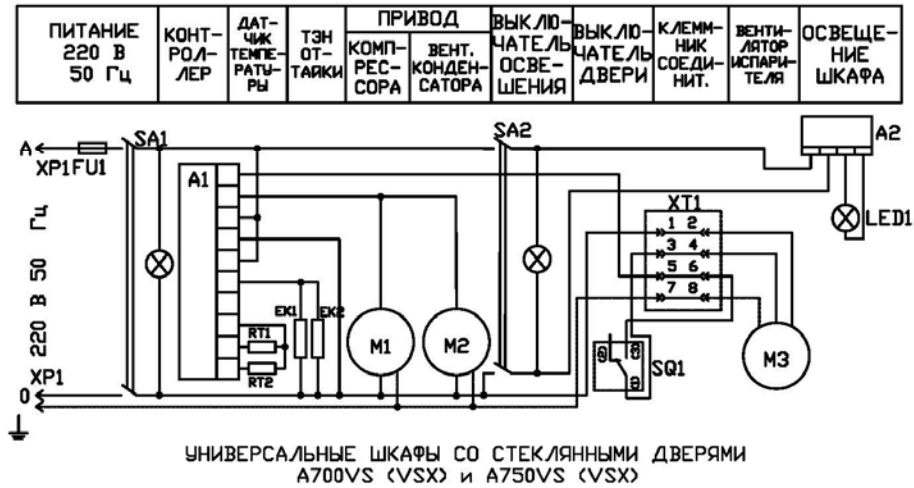 ПИТАНИЕ
220 В
50 Гц
КОНТ-
РОЛ-
ЛЕР
ДАТ-
ЧИК
ТЕМПЕ-
РАТУ-
РЫ
ТЭН
ОТ-
ТАЙКИ
ПРИВОД
КОМП-
РЕС-
СОРА
ВЕНТ.
КОНДЕН-
САТОРА
ВЫКЛЮ-
ЧАТЕЛЬ
ОСВЕ-
ЩЕНИЯ
ВЫКЛЮ-
ЧАТЕЛЬ
ДВЕРИ
КЛЕММ-
НИК
СОЕДИ-
НИТ.
ВЕНТИ-
ЛЯТОР
ИСПАРИ-
ТЕЛЯ
ОСВЕЩЕ-
НИЕ
ШКАФА
A
XP1
FU1
SA1
SA2
A2
A1
LED1
XT1
1 2
3 4
5 6
7 8
220 В 50 Гц
EK1
EK2
RT1
RT2
M1
M2
M3
SQ1
XP1
0
УНИВЕРСАЛЬНЫЕ ШКАФЫ СО СТЕКЛЯННЫМИ ДВЕРЯМИ
A700VS (VSX) и A750VS (VSX)